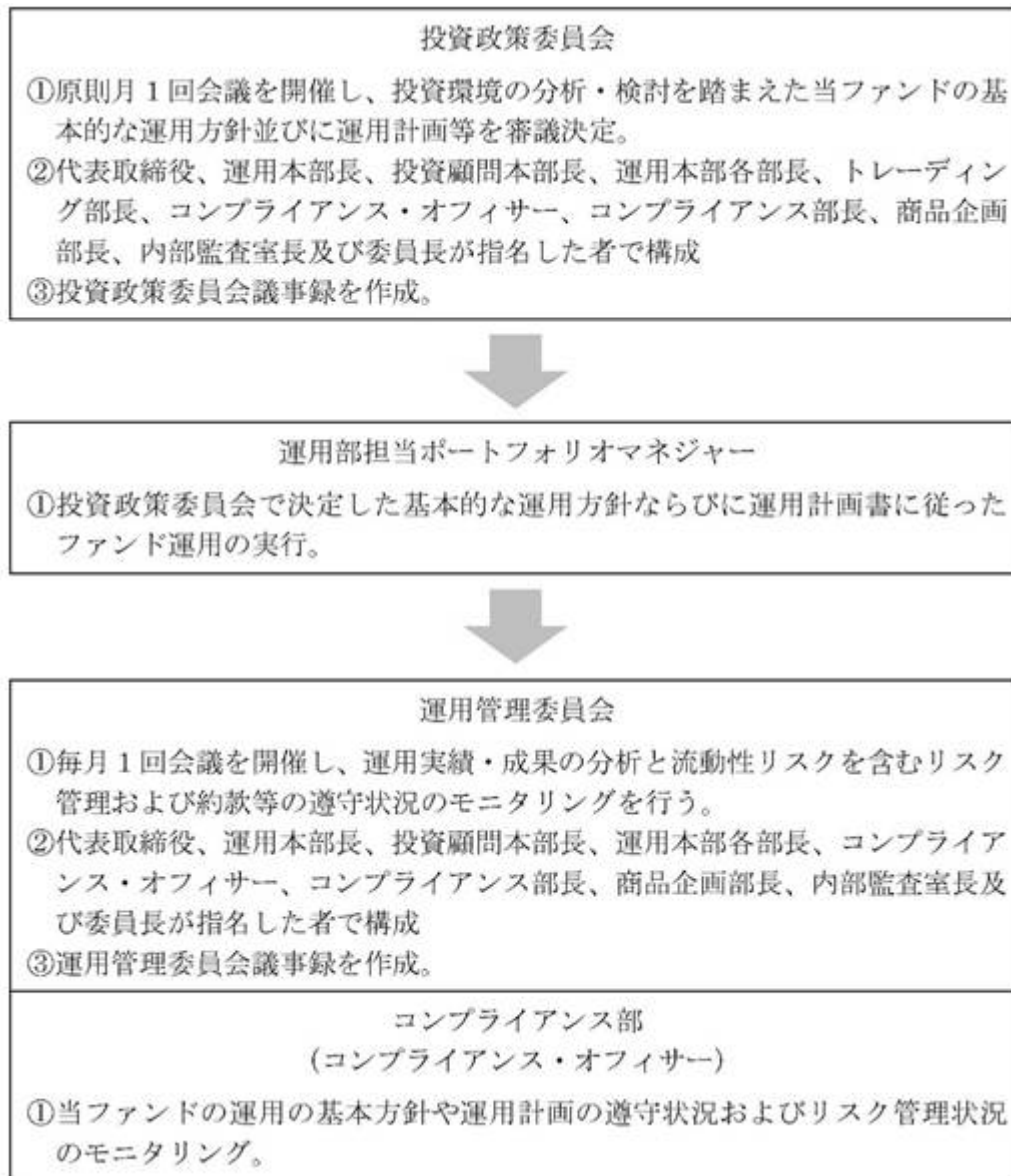 投資政策委員会
①原則月1回会議を開催し、投資環境の分析・検討を踏まえた当ファンドの基
本的な運用方針並びに運用計画等を審議決定。
②代表取締役、運用本部長、投資顧問本部長、運用本部各部長、トレーディン
グ部長、コンプライアンス・オフィサー、コンプライアンス部長、商品企画
部長、内部監査室長及び委員長が指名した者で構成
③投資政策委員会議事録を作成。
運用部担当ポートフォリオマネジャー
①投資政策委員会で決定した基本的な運用方針ならびに運用計画書に従った
ファンド運用の実行。
運用管理委員会
①毎月1回会議を開催し、運用実績・成果の分析と流動性リスクを含むリスク
管理および約款等の遵守状況のモニタリングを行う。
②代表取締役、運用本部長、投資顧問本部長、運用本部各部長、コンプライア
ンス・オフィサー、コンプライアンス部長、商品企画部長、内部監査室長及
び委員長が指名した者で構成
③運用管理委員会議事録を作成。
コンプライアンス部
(コンプライアンス・オフィサー)
①当ファンドの運用の基本方針や運用計画の遵守状況およびリスク管理状況
のモニタリング。